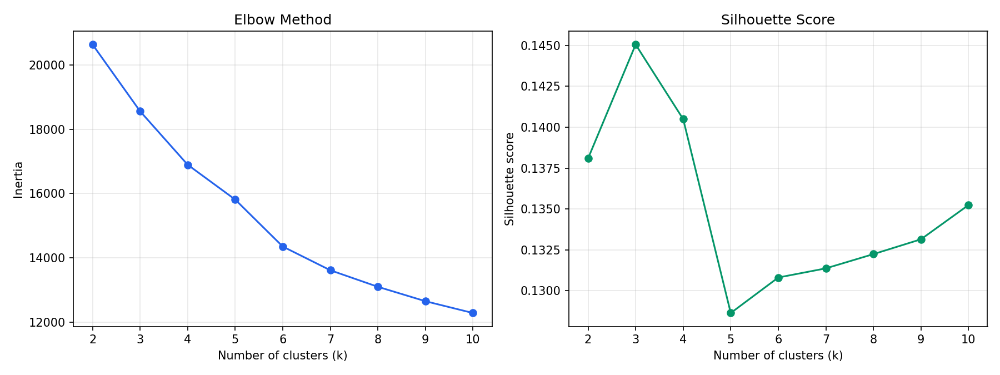 Elbow Method
20000
18000
16000
14000
12000
Inertia
2 3 4 5 6 7 8 9 10
Number of clusters (k)
Silhouette Score
0.1450
0.1425
0.1400
0.1375
0.1350
0.1325
0.1300
Silhouette score
2 3 4 5 6 7 8 9 10
Number of clusters (k)